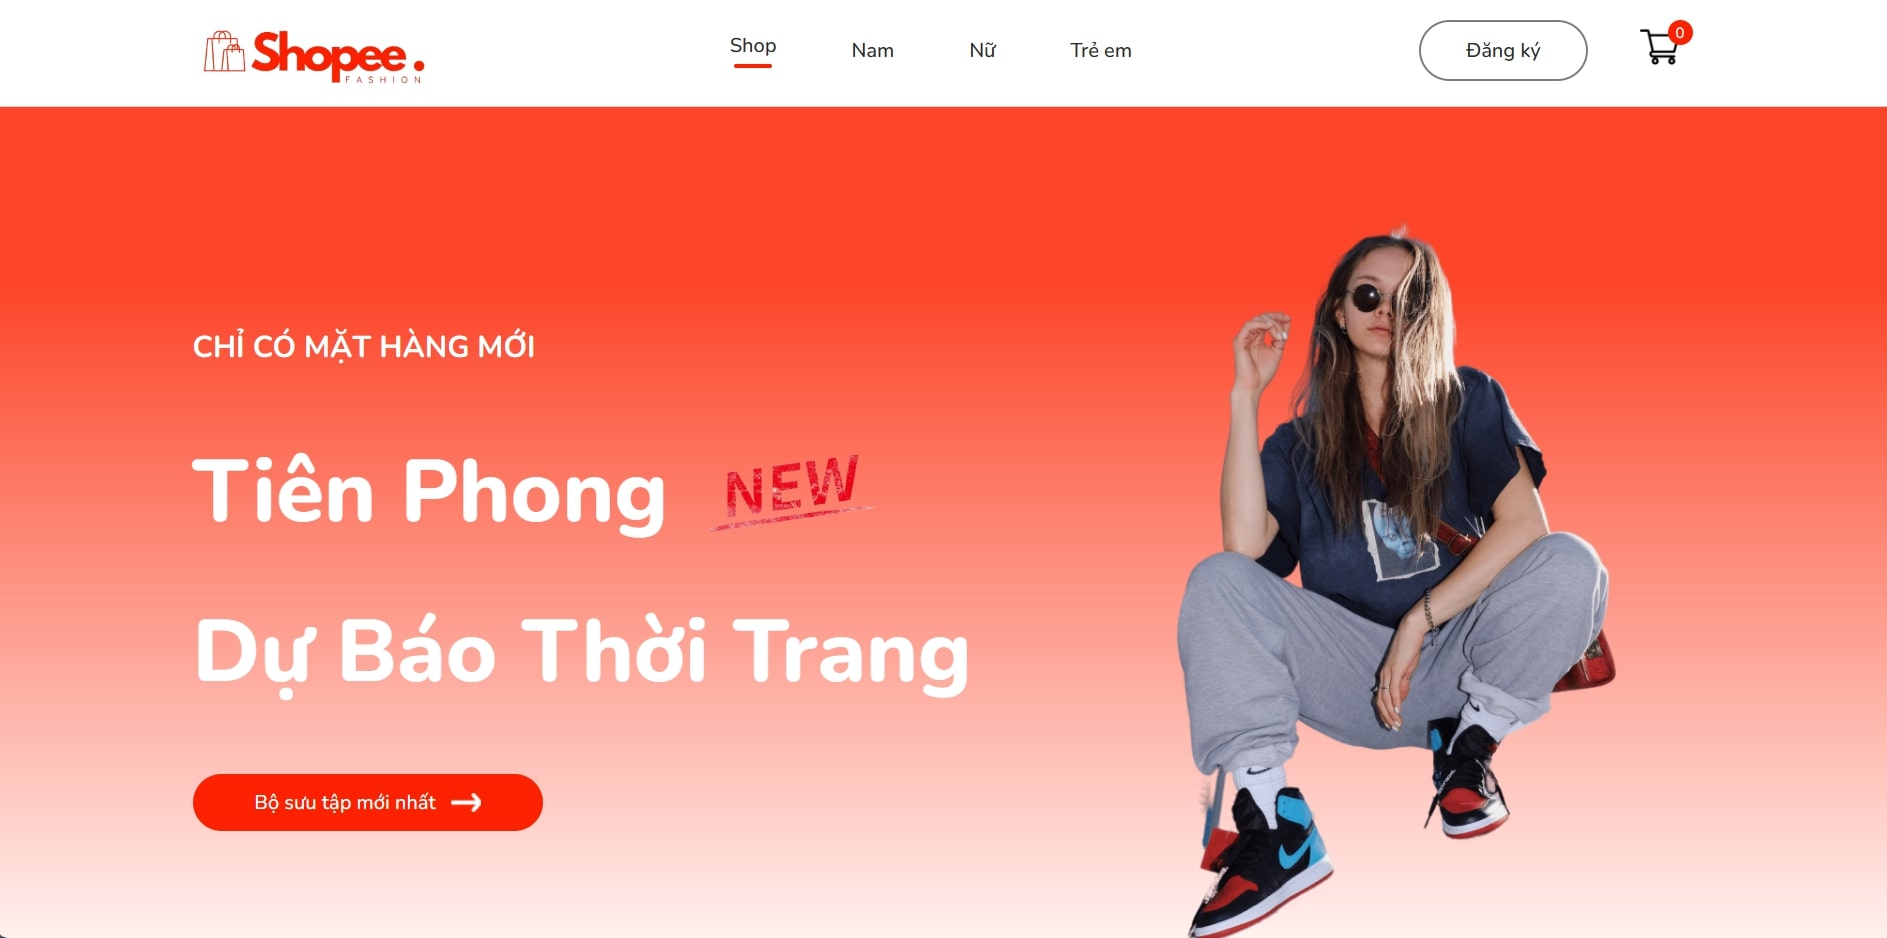 Shopee.
FASHION
Shop
Nam
Nữ
Trẻ em
Đăng ký
0
CHỈ CÓ MẶT HÀNG MỚI
Tiên Phong
NEW
Dự Báo Thời Trang
Bộ sưu tập mới nhất